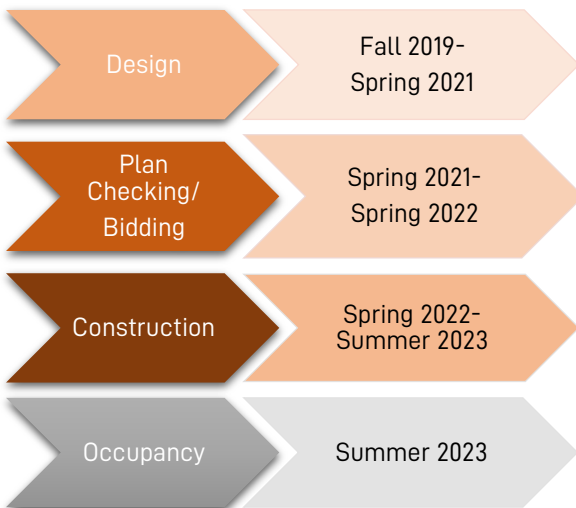 Design
Fall 2019-
Spring 2021
Plan
Checking/
Bidding
Spring 2021-
Spring 2022
Construction
Spring 2022-
Summer 2023
Occupancy
Summer 2023